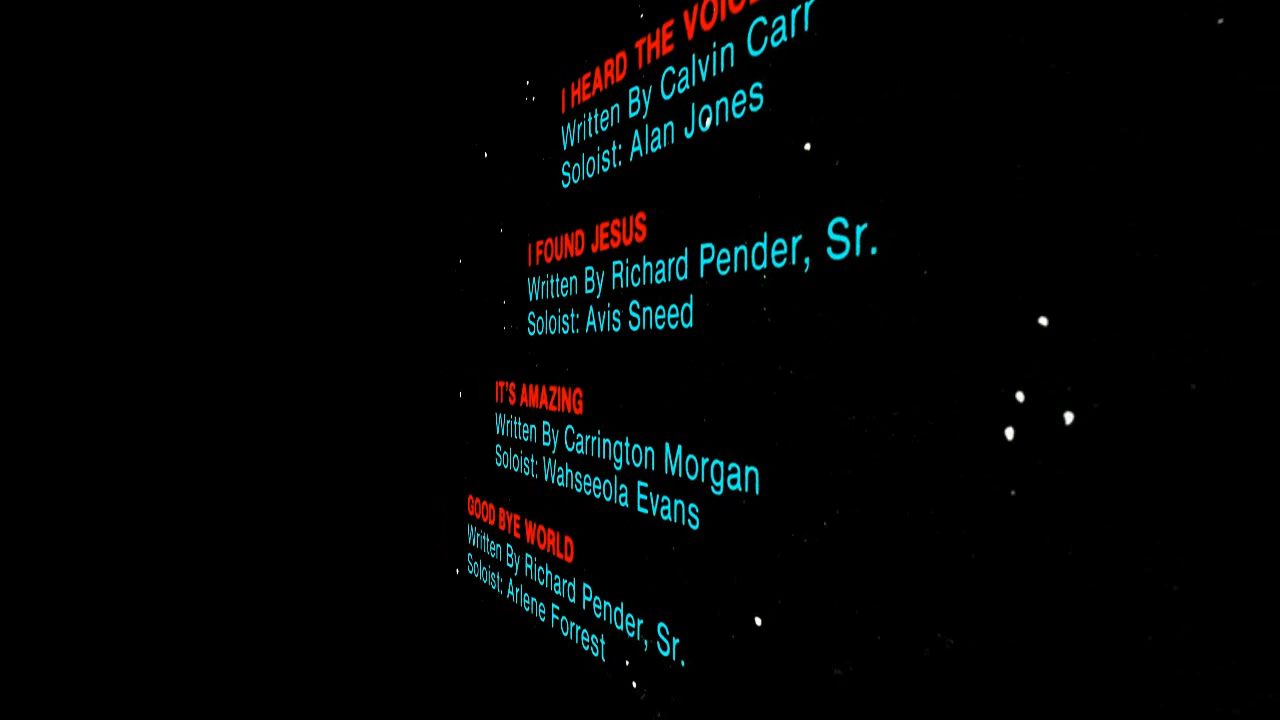 I HEARD THE
Written By Calvin Carr
Soloist: Alan Jones
I FOUND JESUS
Written By Richard Pender, Sr.
Soloist: Avis Sneed
IT'S AMAZING
Written By Carrington Morgan
Soloist: Wahseeola Evans
GOOD BYE WORLD
Written By Richard Pender, Sr.
Soloist: Arlene Forrest